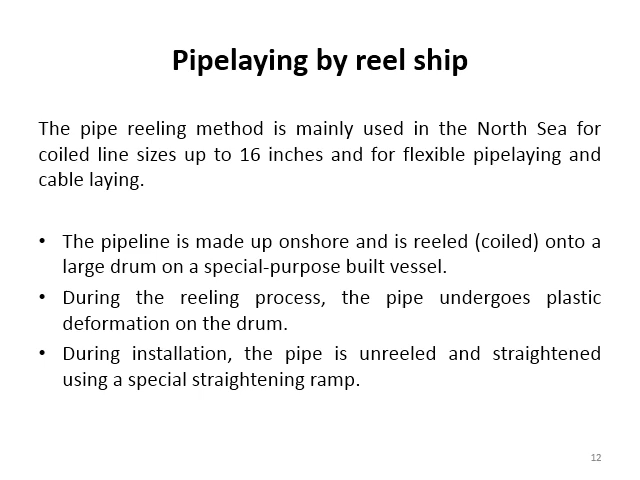 Pipelaying by reel ship
The pipe reeling method is mainly used in the North Sea for
coiled line sizes up to 16 inches and for flexible pipelaying and
cable laying.
• The pipeline is made up onshore and is reeled (coiled) onto a
large drum on a special-purpose built vessel.
• During the reeling process, the pipe undergoes plastic
deformation on the drum.
• During installation, the pipe is unreeled and straightened
using a special straightening ramp.
12